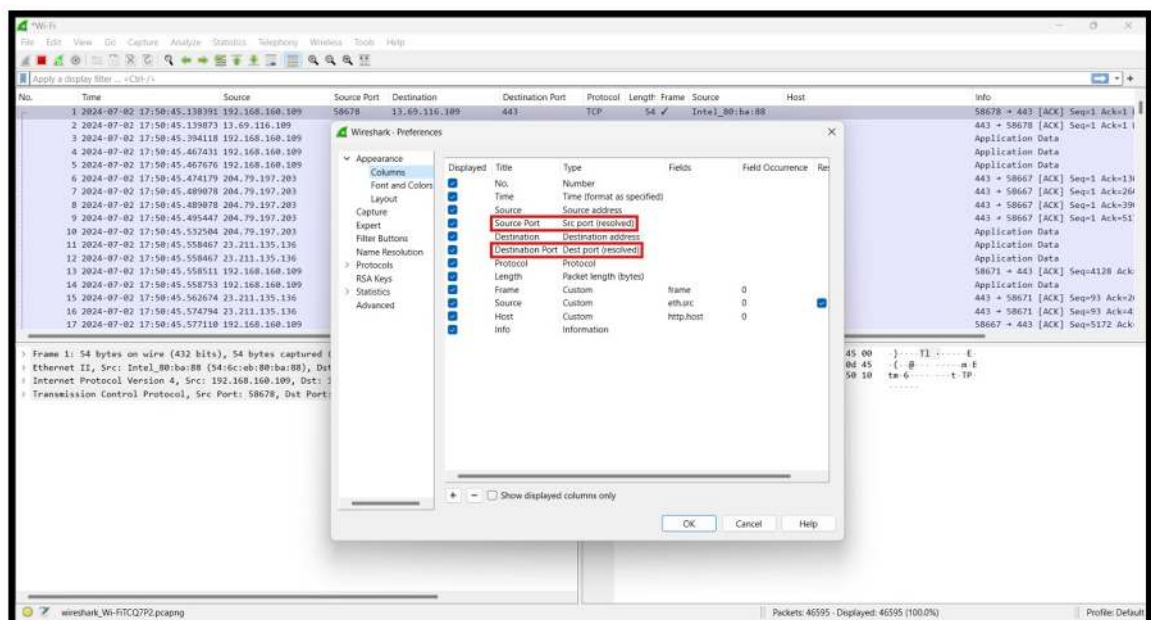 *Wi-Fi
File Edit View Go Capture Analyze Statistics Telephony Wireless Tools Help
Apply a display filter ... <Ctrl-/>
No. Time Source Source Port Destination Destination Port Protocol Length Frame Source Host Info
1 2024-07-02 17:50:45.138391 192.168.160.109 58678 13.69.116.109 443 TCP 54 ✓ Intel_80:ba:88 58678 → 443 [ACK] Seq=1 Ack=1
2 2024-07-02 17:50:45.139873 13.69.116.109 443 → 58678 [ACK] Seq=1 Ack=1
3 2024-07-02 17:50:45.394118 192.168.160.109 Application Data
4 2024-07-02 17:50:45.467431 192.168.160.109 Application Data
5 2024-07-02 17:50:45.467676 192.168.160.109 Application Data
6 2024-07-02 17:50:45.474179 204.79.197.203 443 → 58667 [ACK] Seq=1 Ack=130
7 2024-07-02 17:50:45.489078 204.79.197.203 443 → 58667 [ACK] Seq=1 Ack=260
8 2024-07-02 17:50:45.489078 204.79.197.203 443 → 58667 [ACK] Seq=1 Ack=390
9 2024-07-02 17:50:45.495447 204.79.197.203 443 → 58667 [ACK] Seq=1 Ack=51
10 2024-07-02 17:50:45.532504 204.79.197.203 Application Data
11 2024-07-02 17:50:45.558467 23.211.135.136 Application Data
12 2024-07-02 17:50:45.558467 23.211.135.136 Application Data
13 2024-07-02 17:50:45.558511 192.168.160.109 58671 → 443 [ACK] Seq=4128 Ack
14 2024-07-02 17:50:45.558753 192.168.160.109 Application Data
15 2024-07-02 17:50:45.562674 23.211.135.136 443 → 58671 [ACK] Seq=93 Ack=2
16 2024-07-02 17:50:45.574794 23.211.135.136 443 → 58671 [ACK] Seq=93 Ack=4
17 2024-07-02 17:50:45.577110 192.168.160.109 58667 → 443 [ACK] Seq=5172 Ack
Wireshark · Preferences
Appearance
Columns
Font and Colors
Layout
Capture
Expert
Filter Buttons
Name Resolution
Protocols
RSA Keys
Statistics
Advanced
Displayed Title Type Fields Field Occurrence Re
No. Number
Time Time (format as specified)
Source Source address
Source Port Src port (resolved)
Destination Destination address
Destination Port Dest port (resolved)
Protocol Protocol
Length Packet length (bytes)
Frame Custom frame 0
Source Custom eth.src 0
Host Custom http.host 0
Info Information
+ - Show displayed columns only
OK Cancel Help
Frame 1: 54 bytes on wire (432 bits), 54 bytes captured
Ethernet II, Src: Intel_80:ba:88 (54:6c:eb:80:ba:88), Dst
Internet Protocol Version 4, Src: 192.168.160.109, Dst:
Transmission Control Protocol, Src Port: 58678, Dst Port:
45 00
0d 45
50 10
wireshark_Wi-FiTCQ7P2.pcapng
Packets: 46595 · Displayed: 46595 (100.0%)
Profile: Default